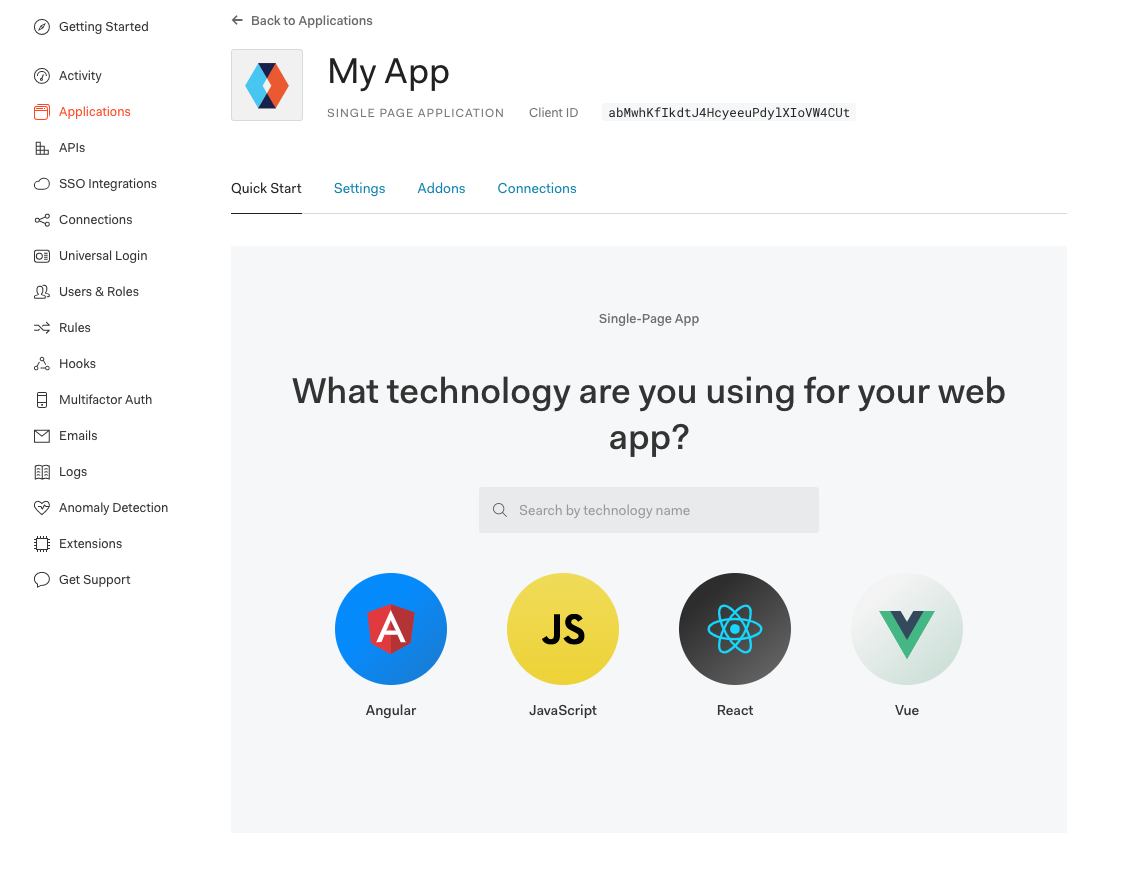 Getting Started
Activity
Applications
APIs
SSO Integrations
Connections
Universal Login
Users & Roles
Rules
Hooks
Multifactor Auth
Emails
Logs
Anomaly Detection
Extensions
Get Support
Back to Applications
My App
SINGLE PAGE APPLICATION Client ID abMwhKfIkdtJ4HcyeeuPdylXIoVW4CUt
Quick Start Settings Addons Connections
Single-Page App
What technology are you using for your web
app?
Search by technology name
JS
Angular JavaScript React Vue